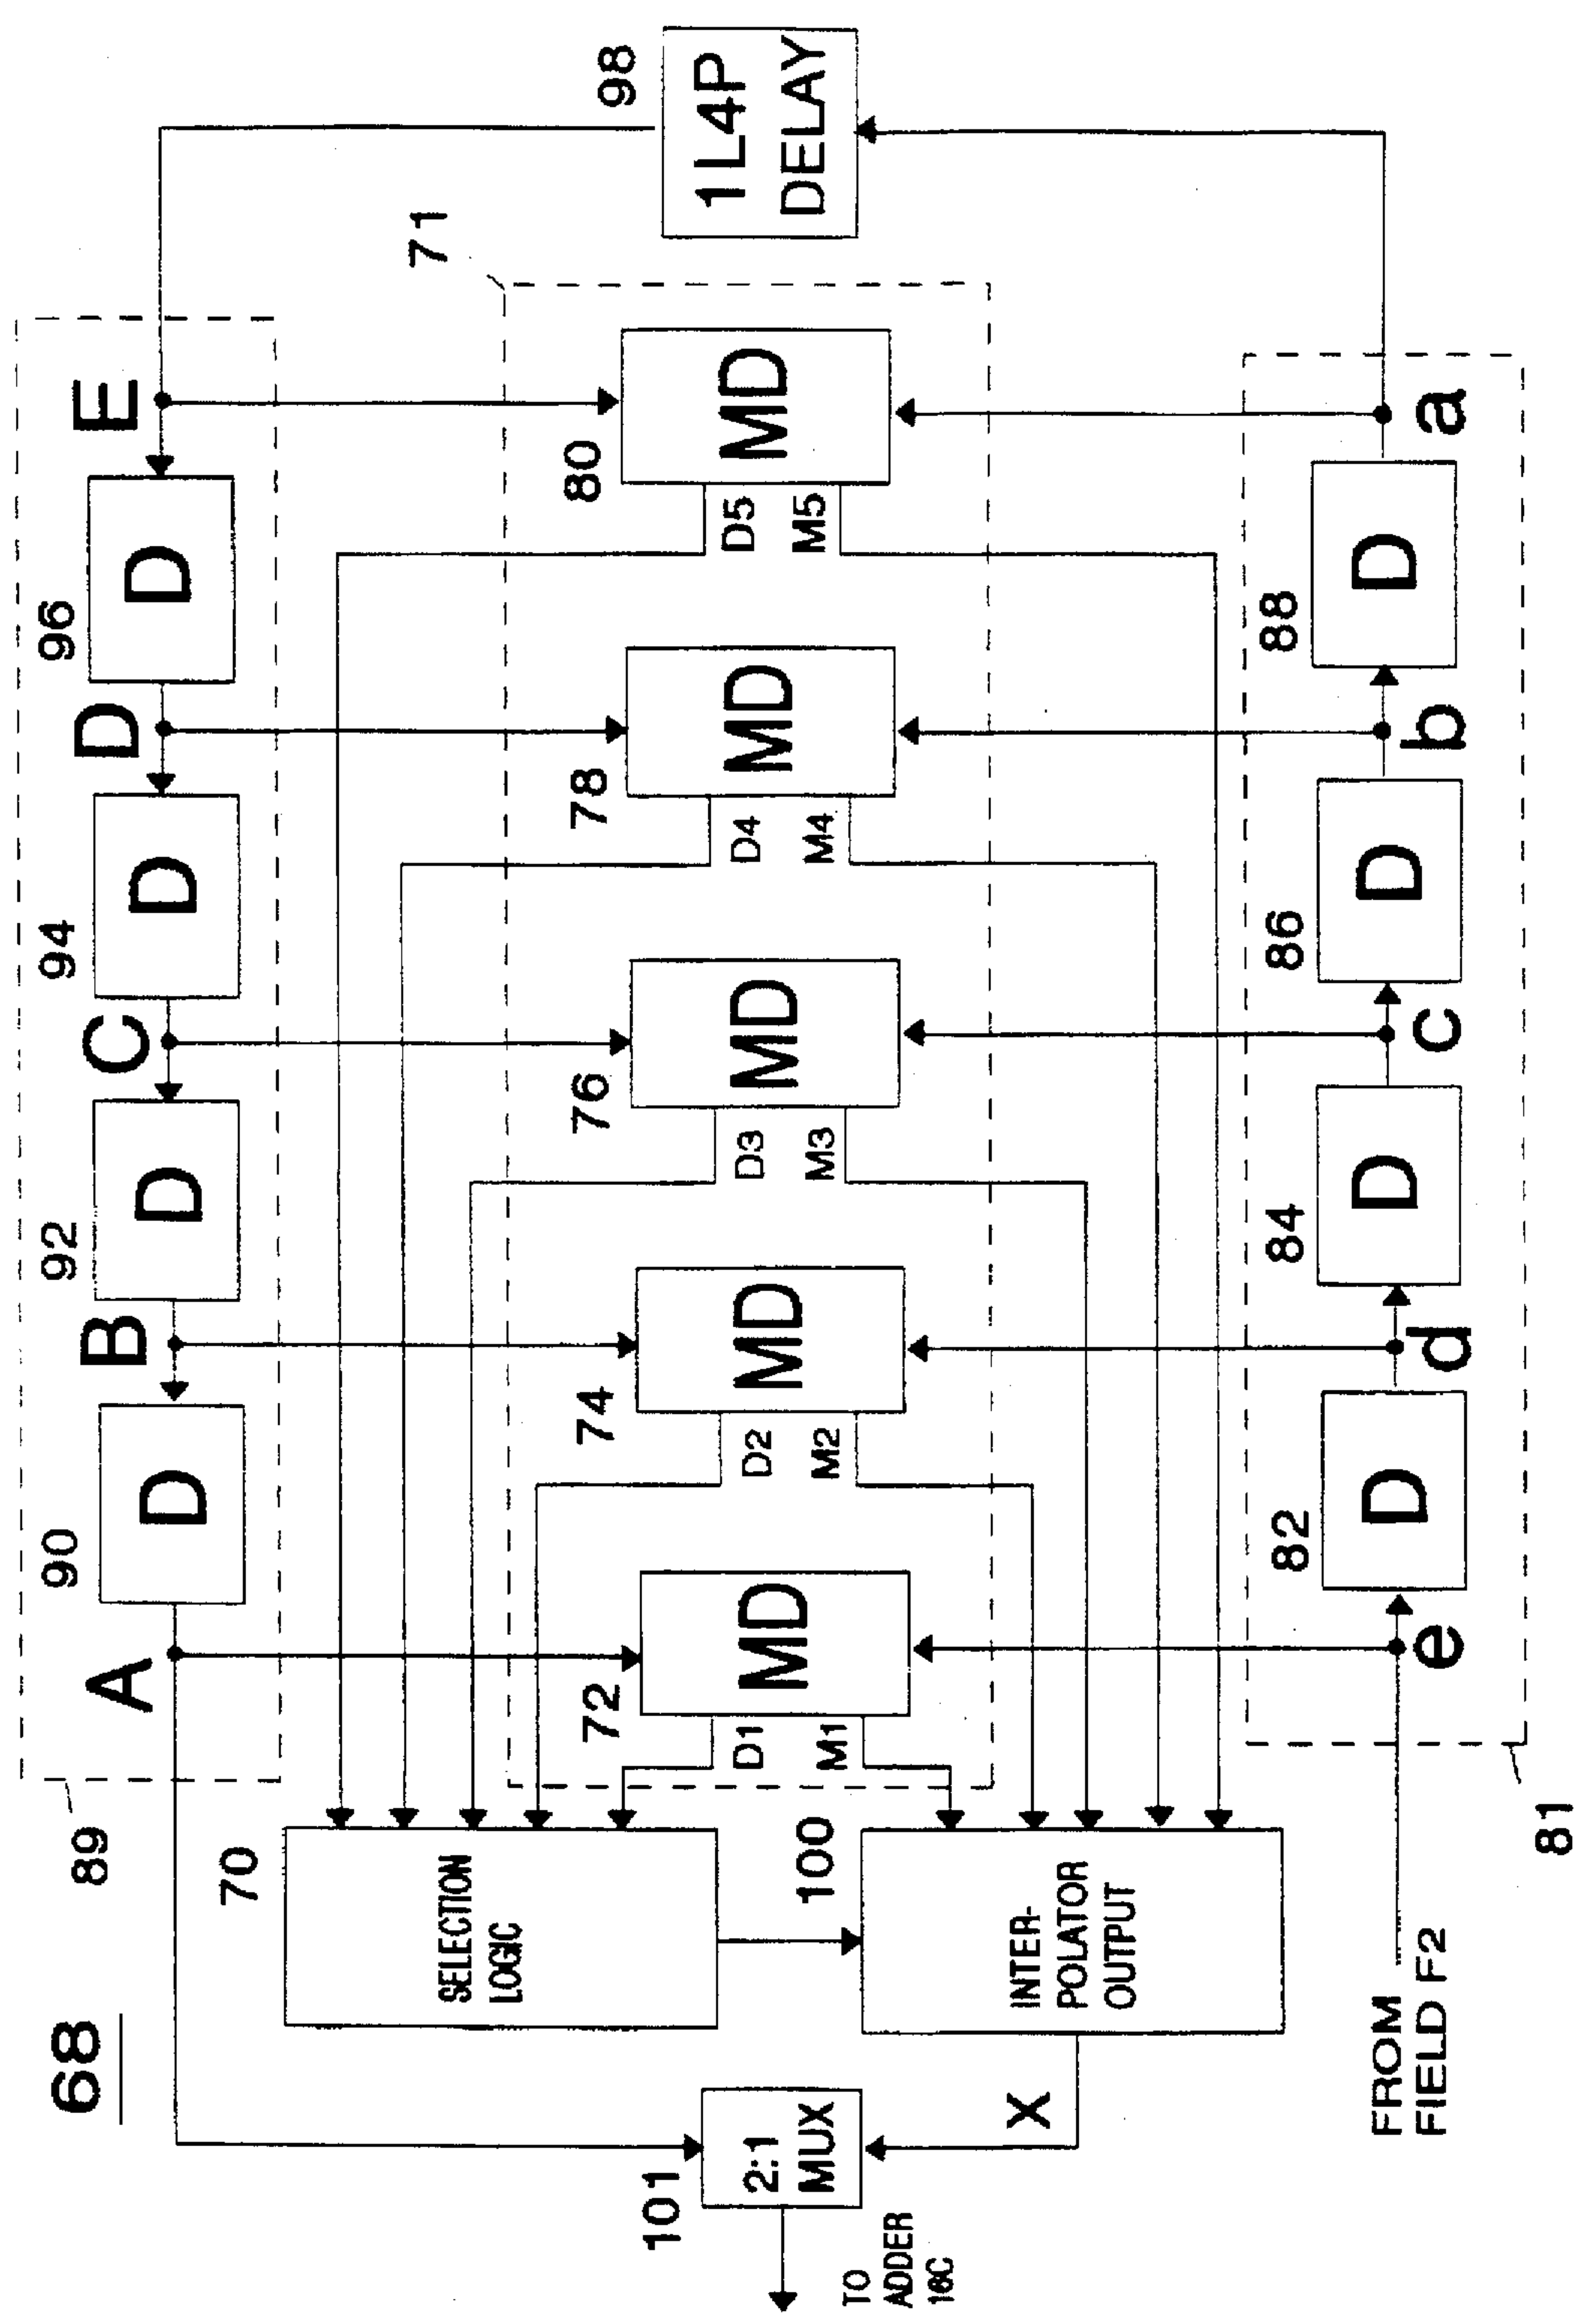 68
89
90
92
94
96
A
B
C
D
E
D
D
D
D
70
SELECTION
LOGIC
71
98
1L4P
DELAY
101
2:1
MUX
TO
ADDER
16C
72
74
76
78
80
MD
MD
MD
MD
MD
D1
D2
D3
D4
D5
M1
M2
M3
M4
M5
100
INTER-
POLATOR
OUTPUT
X
82
84
86
88
D
D
D
D
e
d
c
b
a
FROM
FIELD F2
81